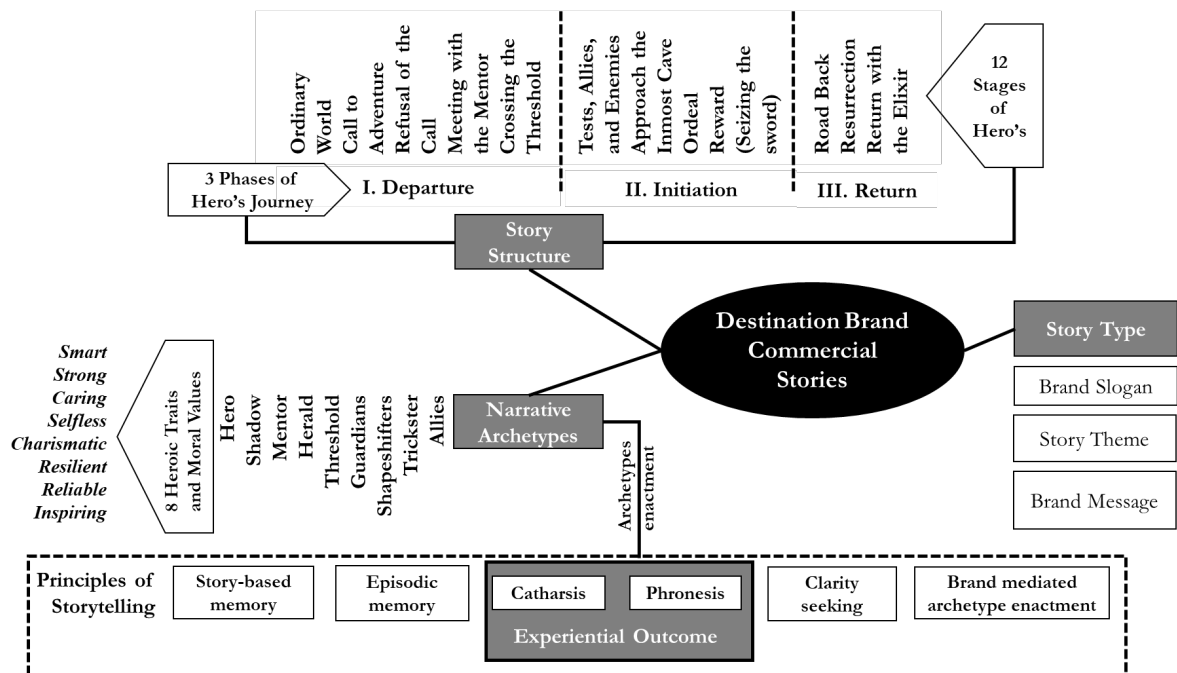 Ordinary
World
Call to
Adventure
Refusal of the
Call
Meeting with
the Mentor
Crossing the
Threshold
Tests, Allies,
and Enemies
Approach the
Inmost Cave
Ordeal
Reward
(Seizing the
sword)
Road Back
Resurrection
Return with
the Elixir
12
Stages
of
Hero's
3 Phases of
Hero's Journey
I. Departure
II. Initiation
III. Return
Story
Structure
Destination Brand
Commercial
Stories
Story Type
Brand Slogan
Story Theme
Brand Message
Smart
Strong
Caring
Selfless
Charismatic
Resilient
Reliable
Inspiring
8 Heroic Traits
and Moral Values
Hero
Shadow
Mentor
Herald
Threshold
Guardians
Shapeshifters
Trickster
Allies
Narrative
Archetypes
Archetypes
enactment
Principles of
Storytelling
Story-based
memory
Episodic
memory
Catharsis
Phronesis
Experiential Outcome
Clarity
seeking
Brand mediated
archetype enactment